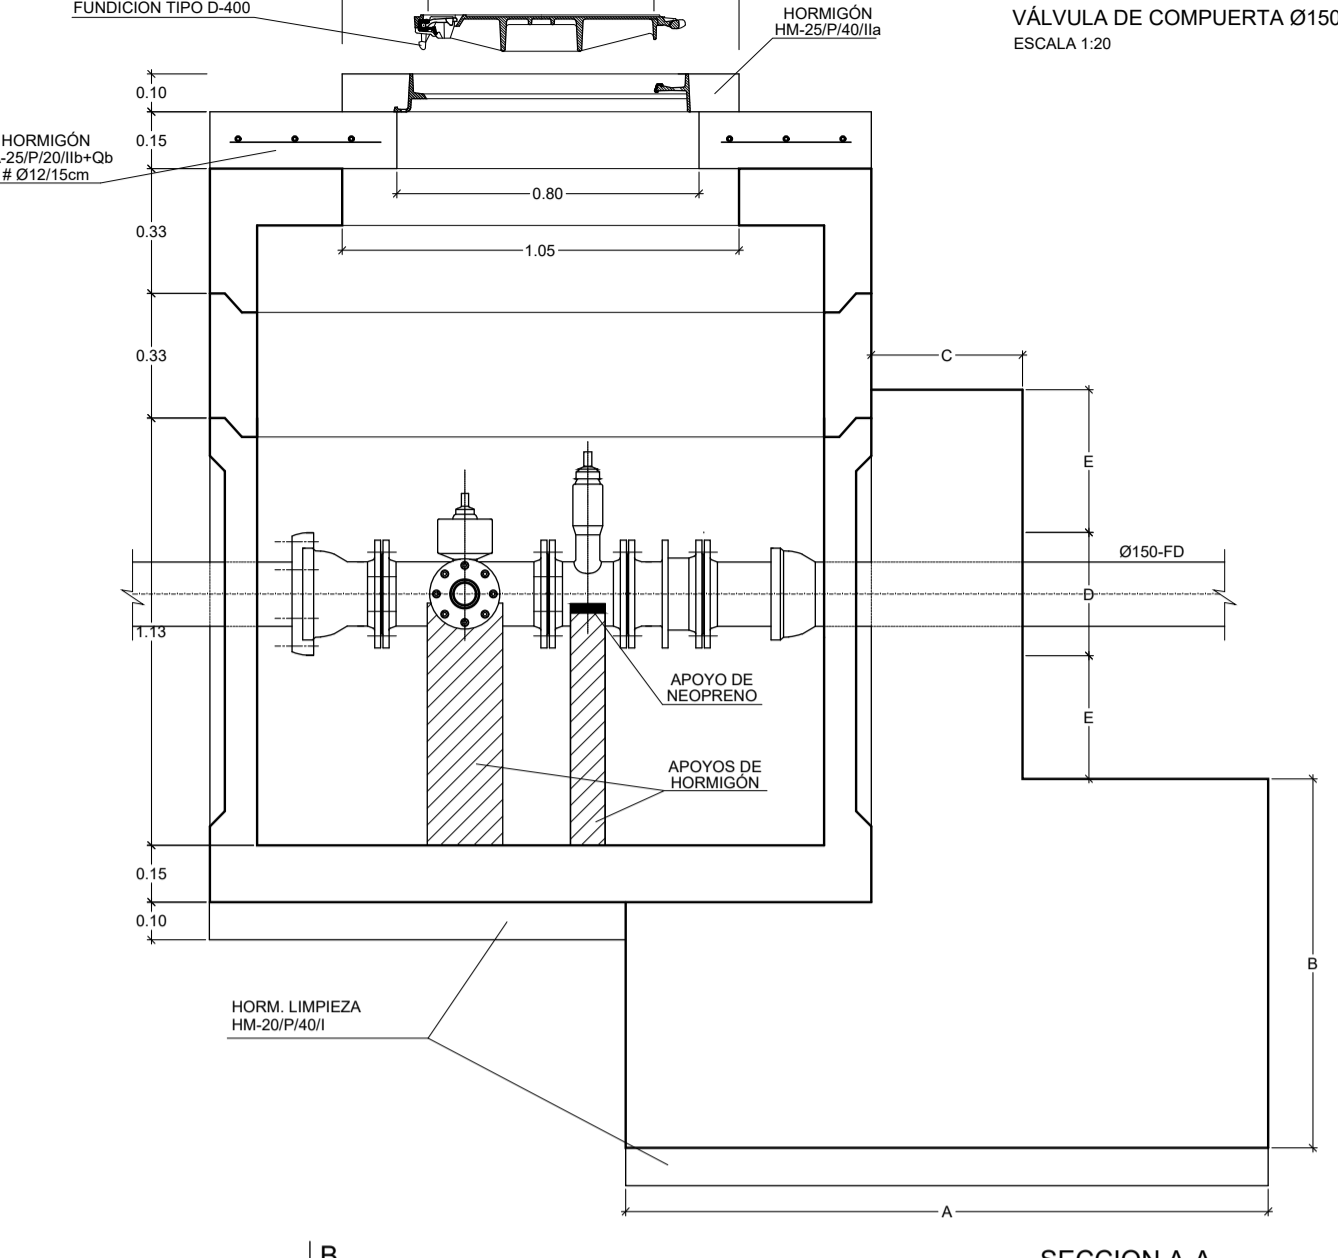 FUNDICIÓN TIPO D-400
HORMIGÓN
HM-25/P/40/IIa
VÁLVULA DE COMPUERTA Ø150
ESCALA 1:20
0.10
HORMIGÓN
-25/P/20/IIb+Qb
# Ø12/15cm
0.15
0.80
0.33
1.05
0.33
C
E
Ø150-FD
D
1.13
APOYO DE
NEOPRENO
E
APOYOS DE
HORMIGÓN
0.15
0.10
B
HORM. LIMPIEZA
HM-20/P/40/I
A
B
SECCION A-A